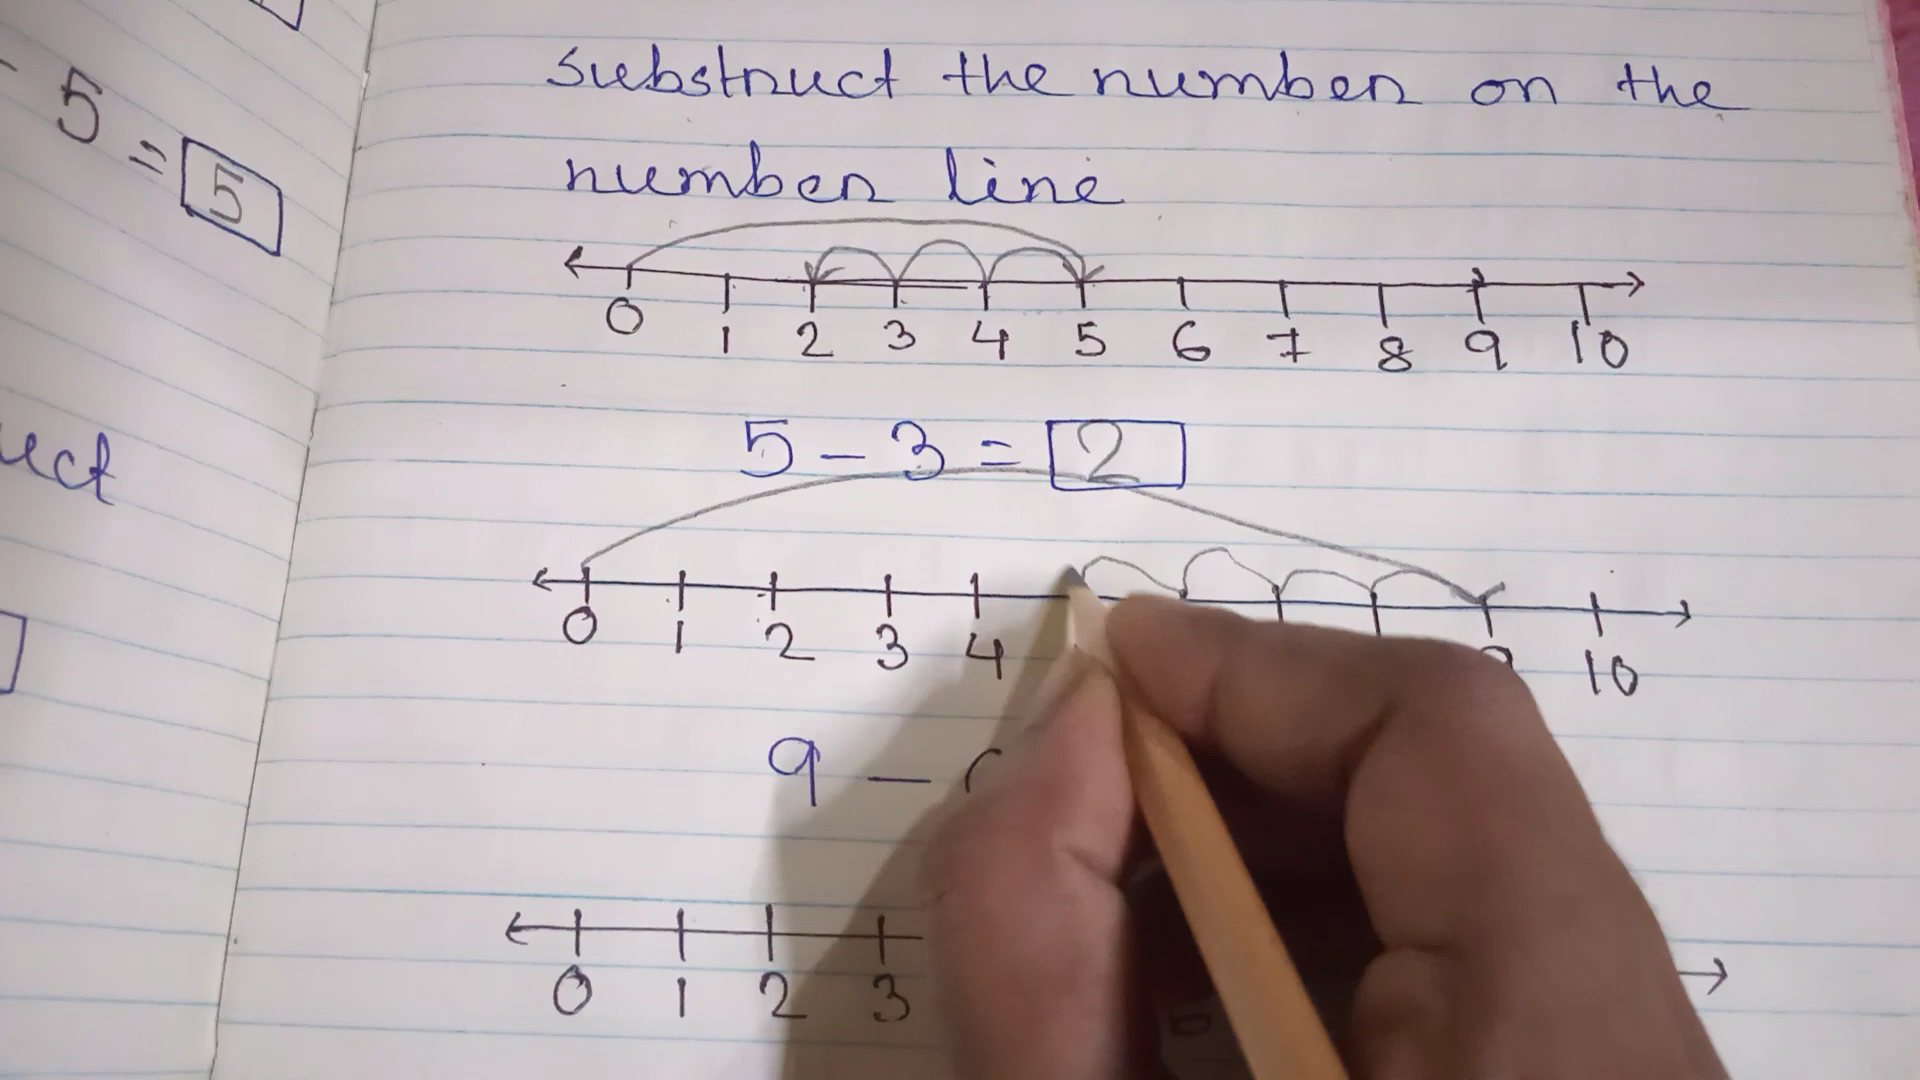 5 = 5
uct
substruct the number on the
number line
0 1 2 3 4 5 6 7 8 9 10
5 - 3 = 2
0 1 2 3 4 10
9 -
0 1 2 3